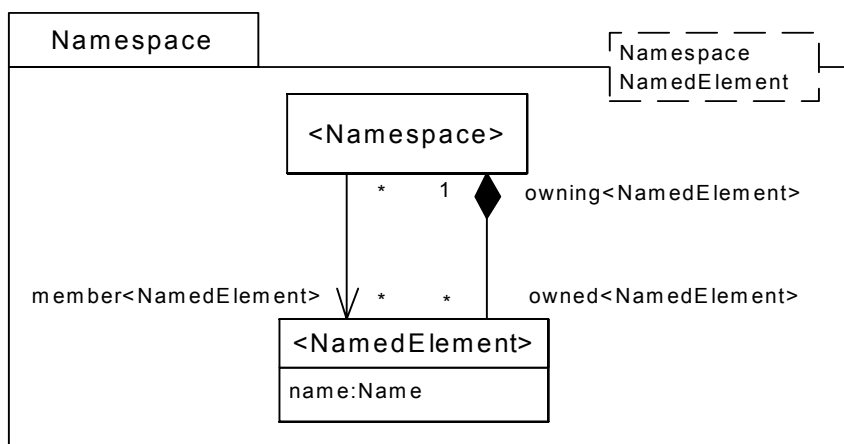 Namespace
Namespace
NamedElement
<Namespace>
* 1 owning<NamedElement>
member<NamedElement> * * owned<NamedElement>
<NamedElement>
name:Name